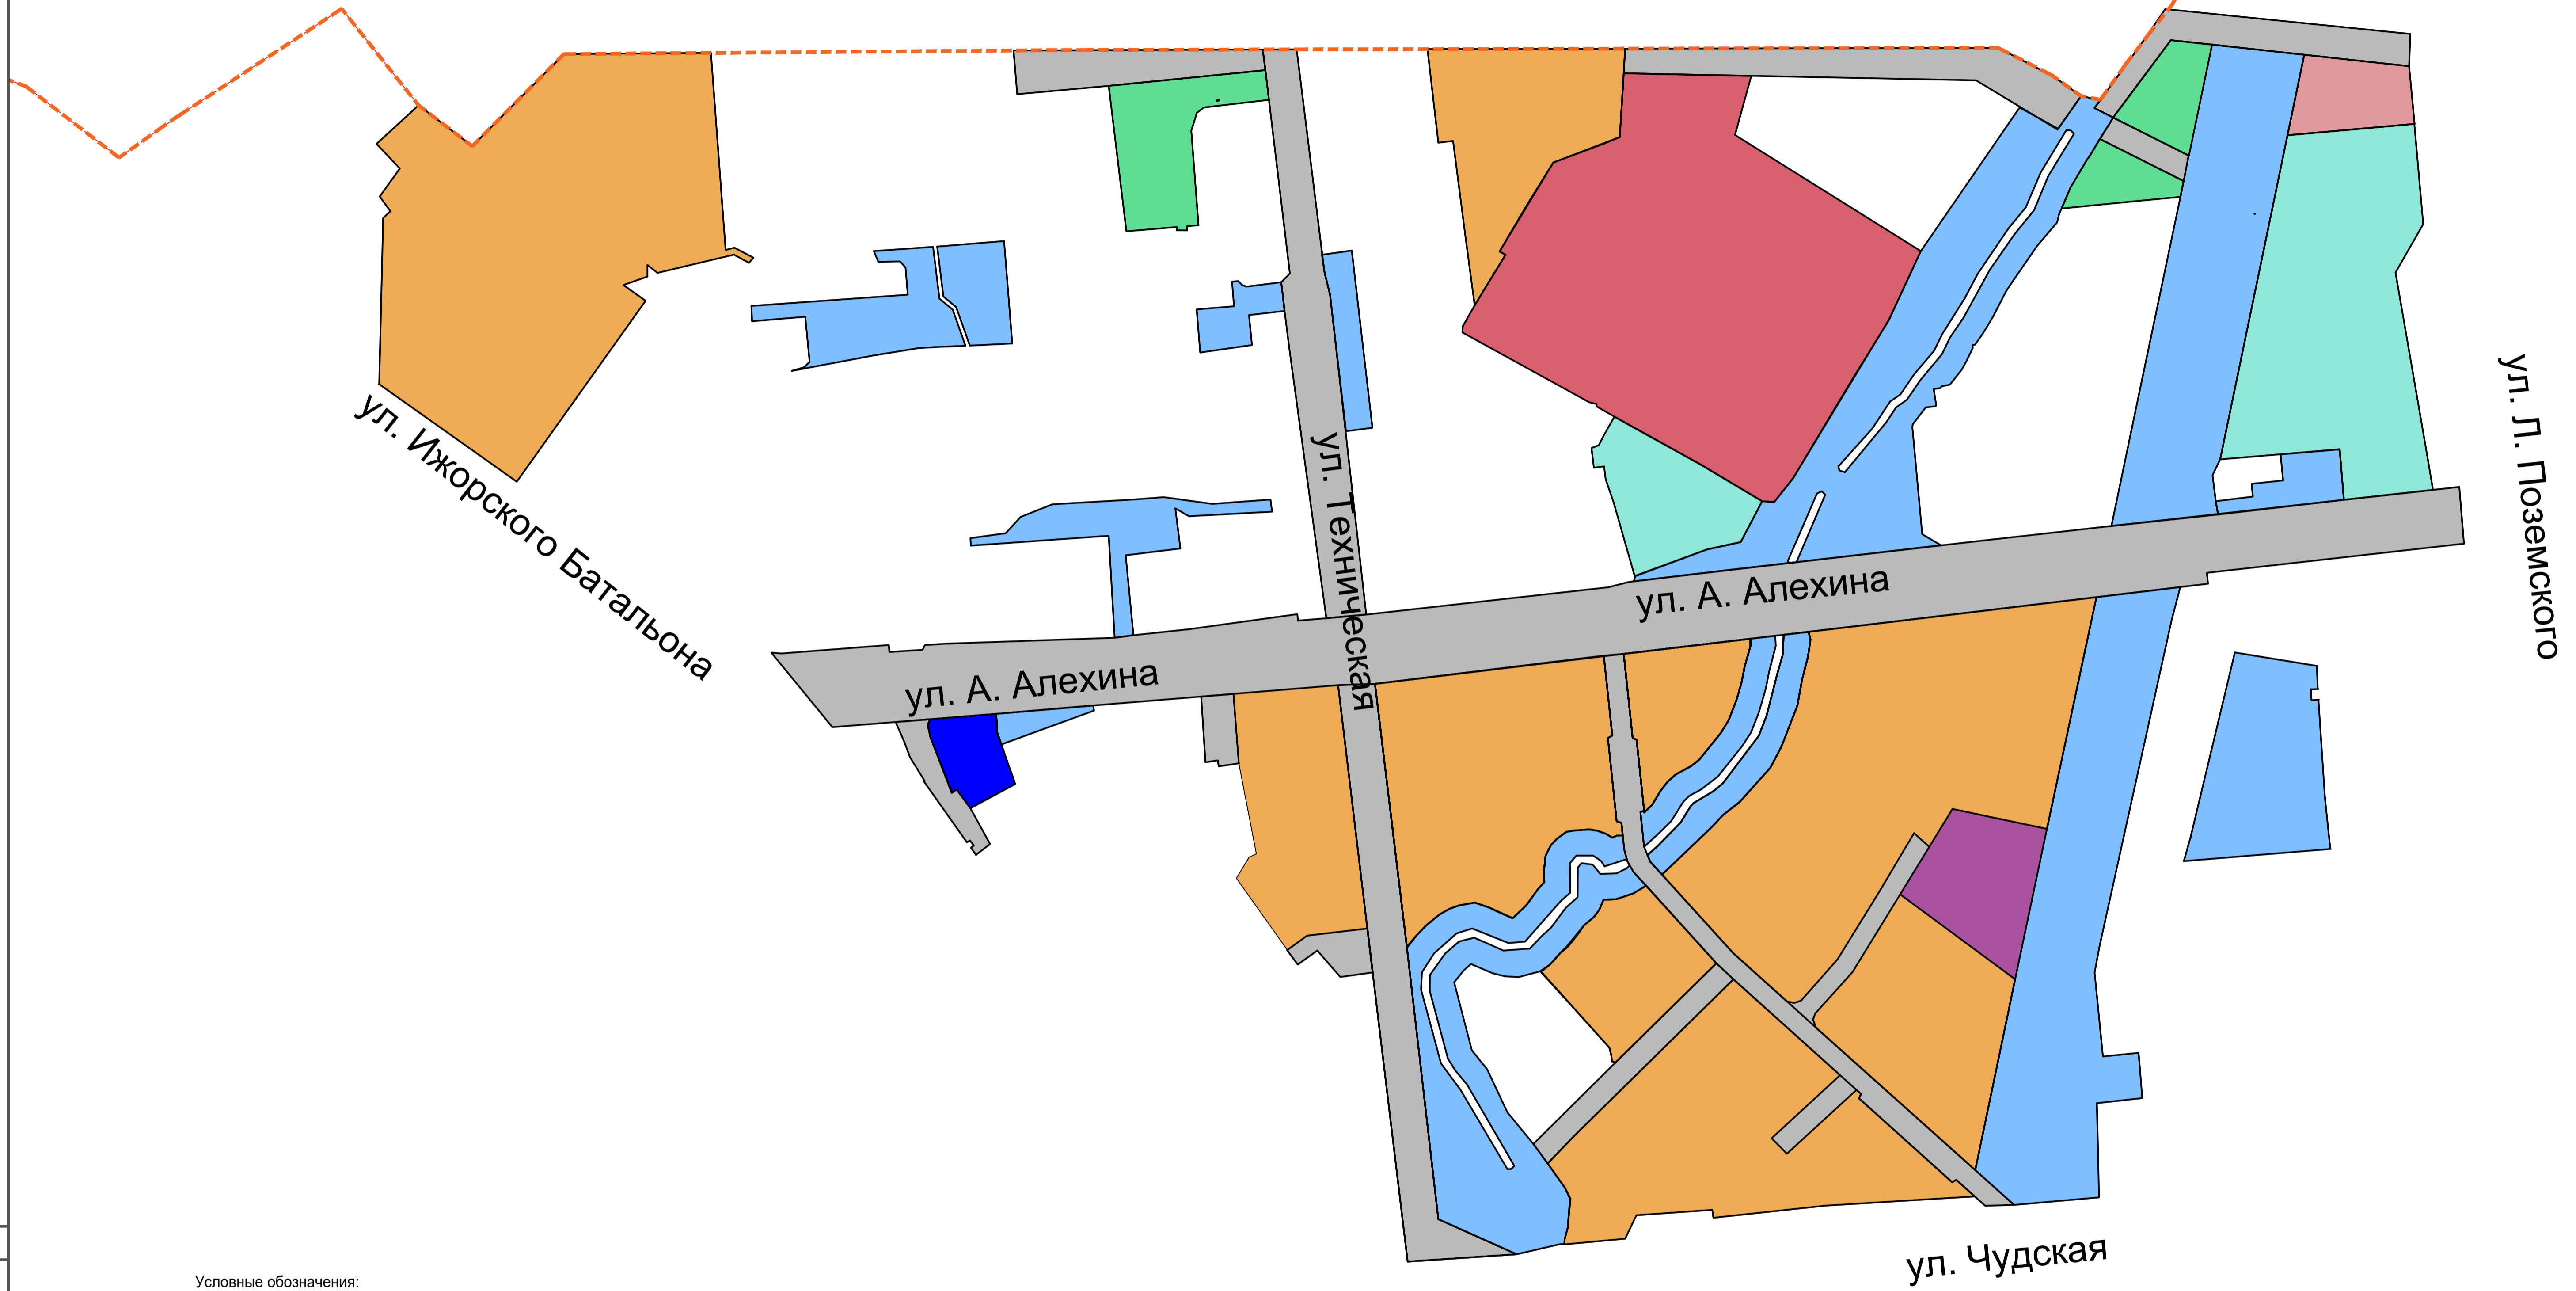 ул. Ижорского Батальона
ул. Л. Поземского
ул. Техническая
ул. А. Алехина
ул. А. Алехина
ул. Чудская
Условные обозначения: